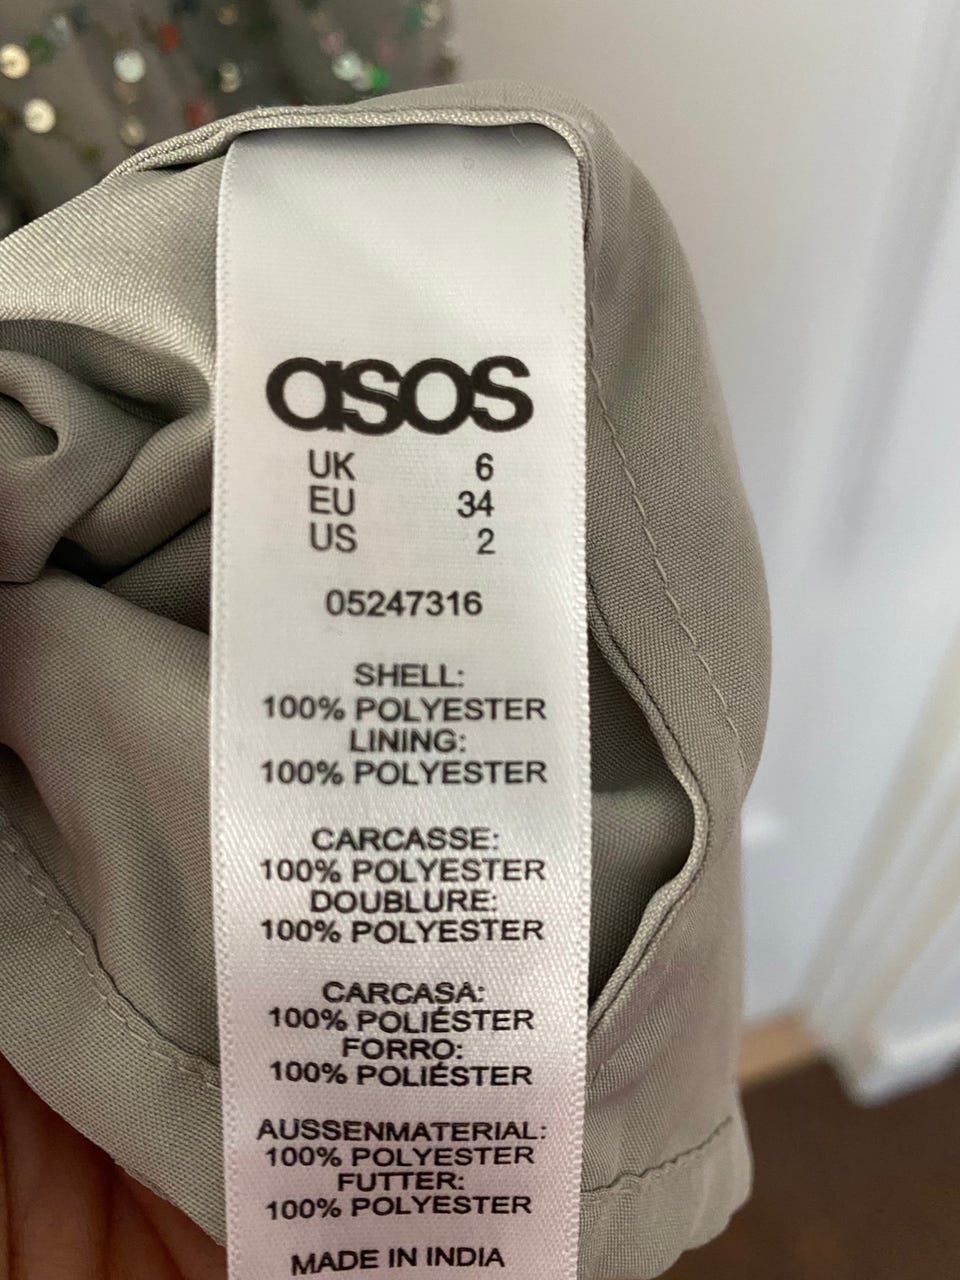 asos
UK 6
EU 34
US 2
05247316
SHELL:
100% POLYESTER
LINING:
100% POLYESTER
CARCASSE:
100% POLYESTER
DOUBLURE:
100% POLYESTER
CARCASA:
100% POLIÉSTER
FORRO:
100% POLIÉSTER
AUSSENMATERIAL:
100% POLYESTER
FUTTER:
100% POLYESTER
MADE IN INDIA